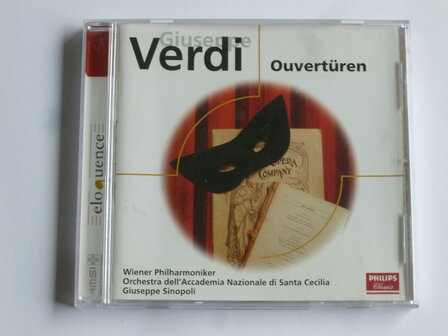 Giuseppe
Verdi
Ouvertüren
eloquence
OPERA
COMPANY
Wiener Philharmoniker
Orchestra dell'Accademia Nazionale di Santa Cecilia
Giuseppe Sinopoli
PHILIPS
Classics